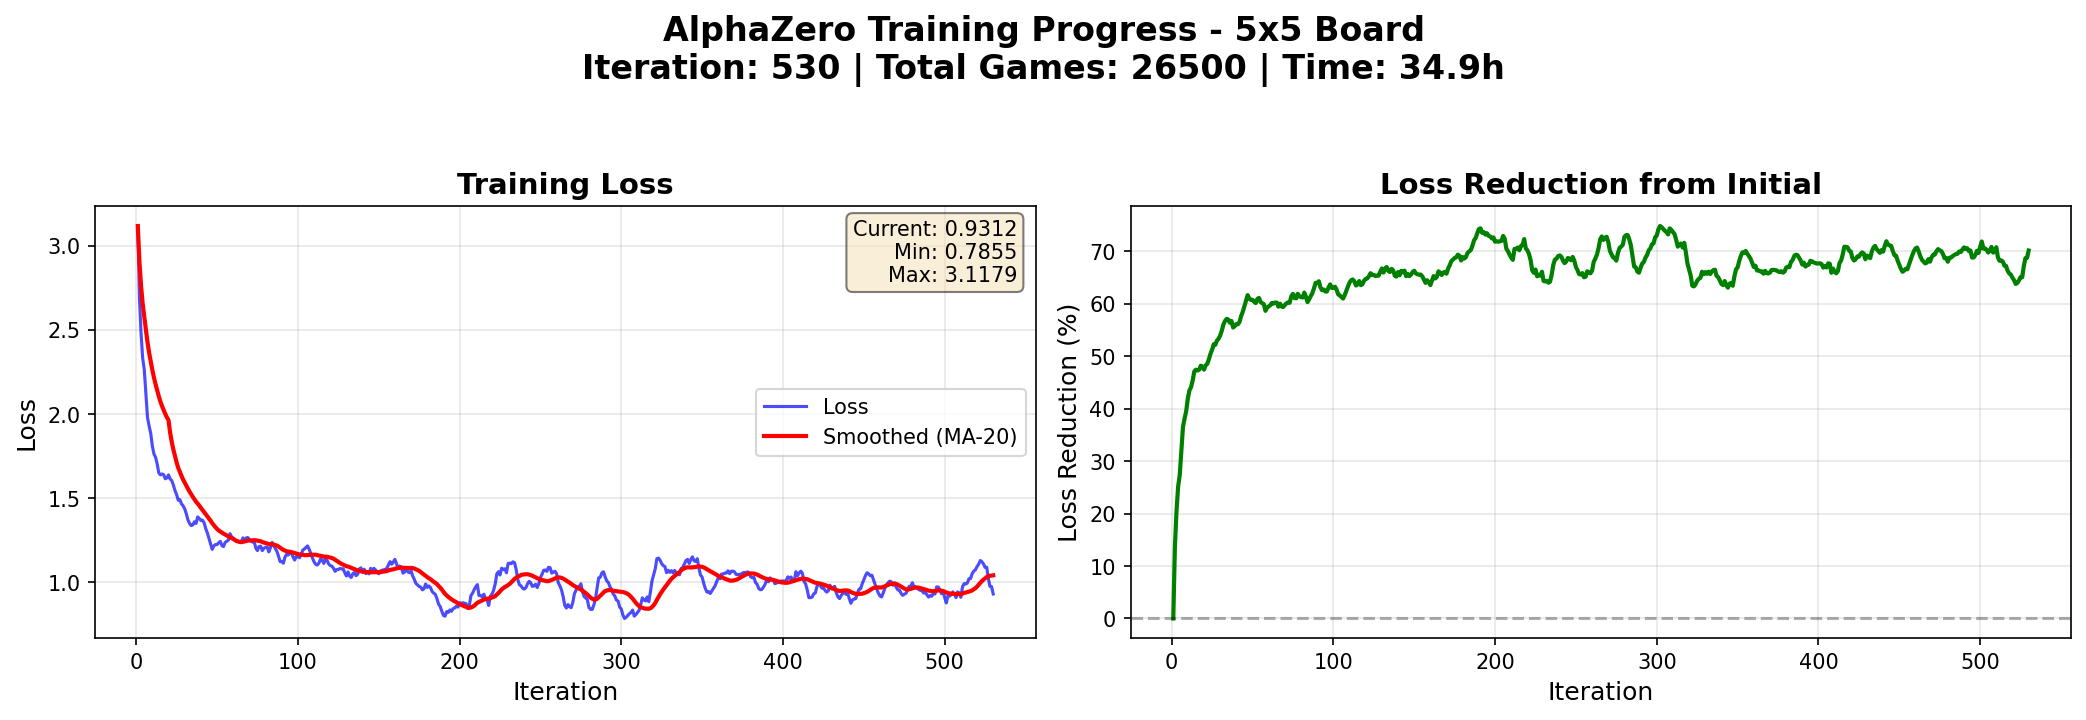 AlphaZero Training Progress - 5x5 Board
Iteration: 530 | Total Games: 26500 | Time: 34.9h
Training Loss
Current: 0.9312
Min: 0.7855
Max: 3.1179
Loss
Smoothed (MA-20)
Loss
3.0
2.5
2.0
1.5
1.0
0 100 200 300 400 500
Iteration
Loss Reduction from Initial
Loss Reduction (%)
70
60
50
40
30
20
10
0
0 100 200 300 400 500
Iteration